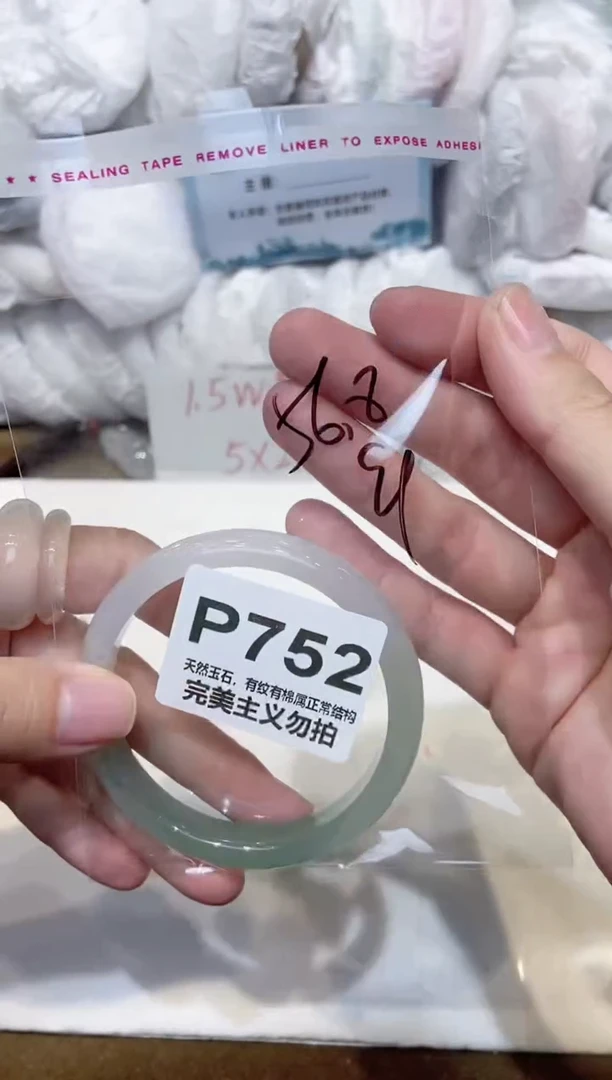 ★ ★ SEALING TAPE REMOVE LINER TO EXPOSE ADHESI
主播:
1.5W
5X
56.8
P752
天然玉石，有纹有棉属正常结构
完美主义勿拍